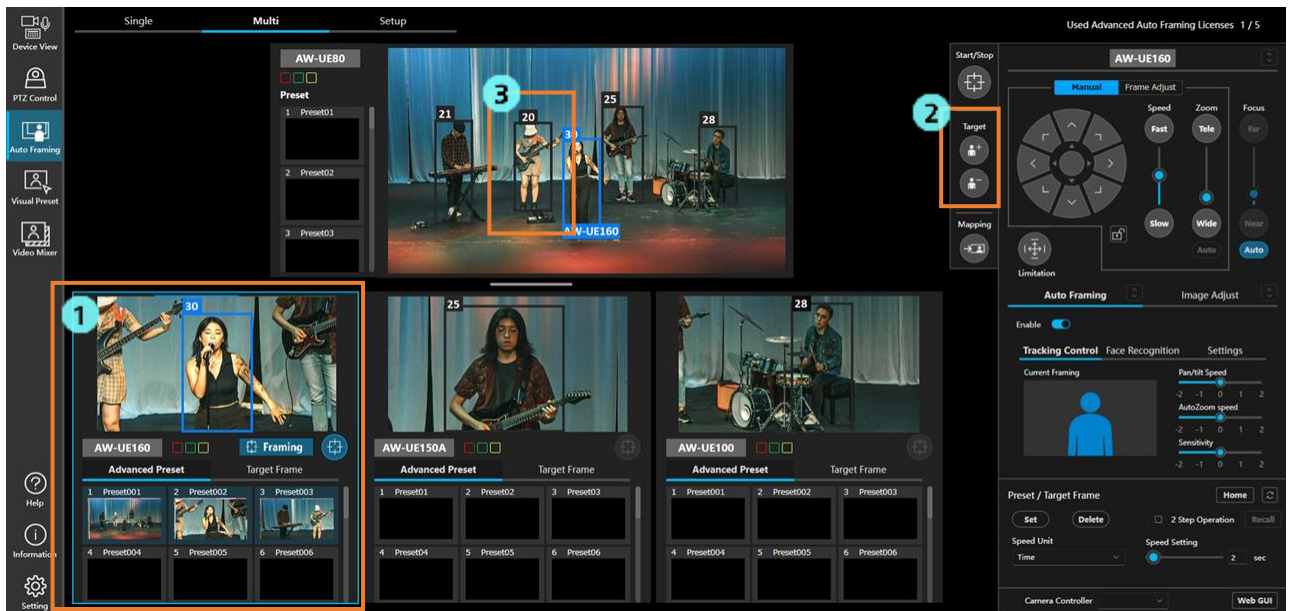 Single Multi Setup
Used Advanced Auto Framing Licenses 1 / 5
Device View
PTZ Control
Auto Framing
Visual Preset
Video Mixer
Help
Information
Setting
AW-UE80
Preset
1 Preset01
2 Preset02
3 Preset03
3
21
20
30
25
28
AW-UE160
2
Start/Stop
Target
Mapping
1
30
AW-UE160 Framing
Advanced Preset Target Frame
1 Preset001 2 Preset002 3 Preset003
4 Preset004 5 Preset005 6 Preset006
25
AW-UE150A
Advanced Preset Target Frame
1 Preset01 2 Preset02 3 Preset03
4 Preset04 5 Preset05 6 Preset06
28
AW-UE100
Advanced Preset Target Frame
1 Preset001 2 Preset002 3 Preset003
4 Preset004 5 Preset005 6 Preset006
AW-UE160
Manual Frame Adjust
Speed Zoom Focus
Fast Tele Far
Slow Wide Near
Auto Auto
Limitation
Auto Framing Image Adjust
Enable
Tracking Control Face Recognition Settings
Current Framing
Pan/tilt Speed
-2 -1 0 1 2
AutoZoom speed
-2 -1 0 1 2
Sensitivity
-2 -1 0 1 2
Preset / Target Frame Home
Set Delete 2 Step Operation Recall
Speed Unit Speed Setting
Time 2 sec
Camera Controller Web GUI